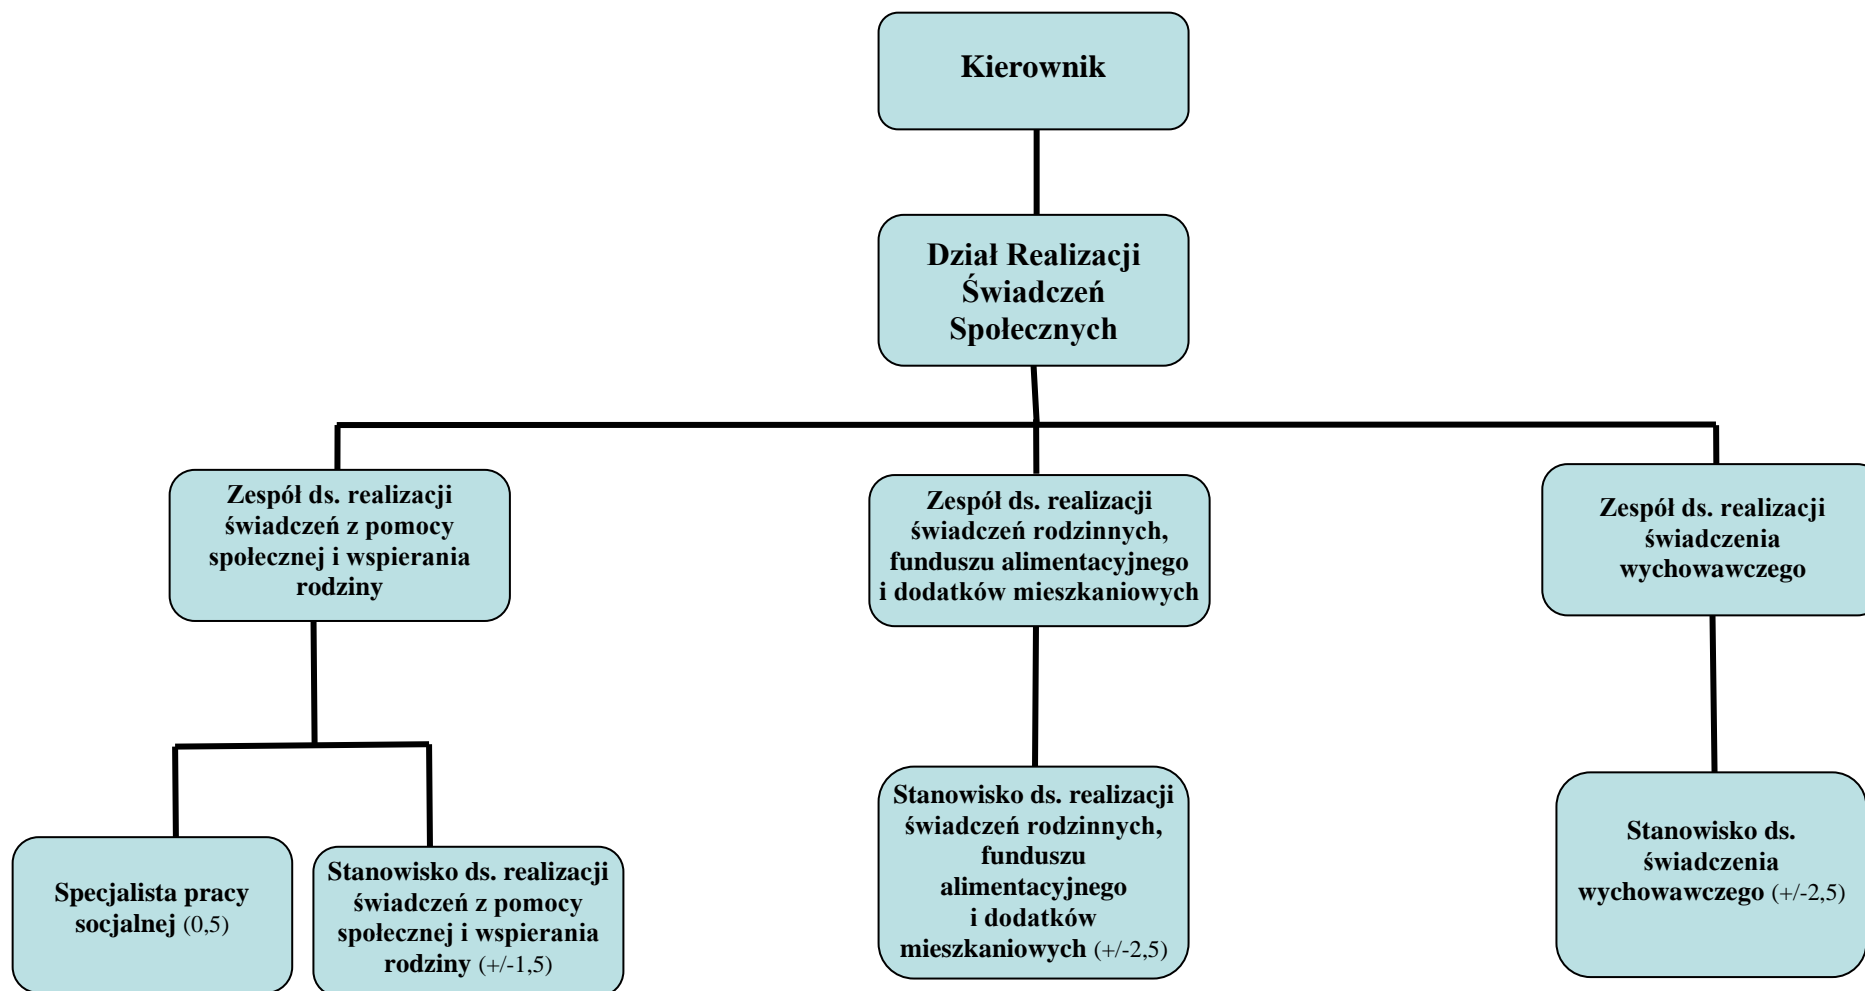 Kierownik
Dział Realizacji
Świadczeń
Społecznych
Zespół ds. realizacji
świadczeń z pomocy
społecznej i wspierania
rodziny
Zespół ds. realizacji
świadczeń rodzinnych,
funduszu alimentacyjnego
i dodatków mieszkaniowych
Zespół ds. realizacji
świadczenia
wychowawczego
Specjalista pracy
socjalnej (0,5)
Stanowisko ds. realizacji
świadczeń z pomocy
społecznej i wspierania
rodziny (+/-1,5)
Stanowisko ds. realizacji
świadczeń rodzinnych,
funduszu
alimentacyjnego
i dodatków
mieszkaniowych (+/-2,5)
Stanowisko ds.
świadczenia
wychowawczego (+/-2,5)